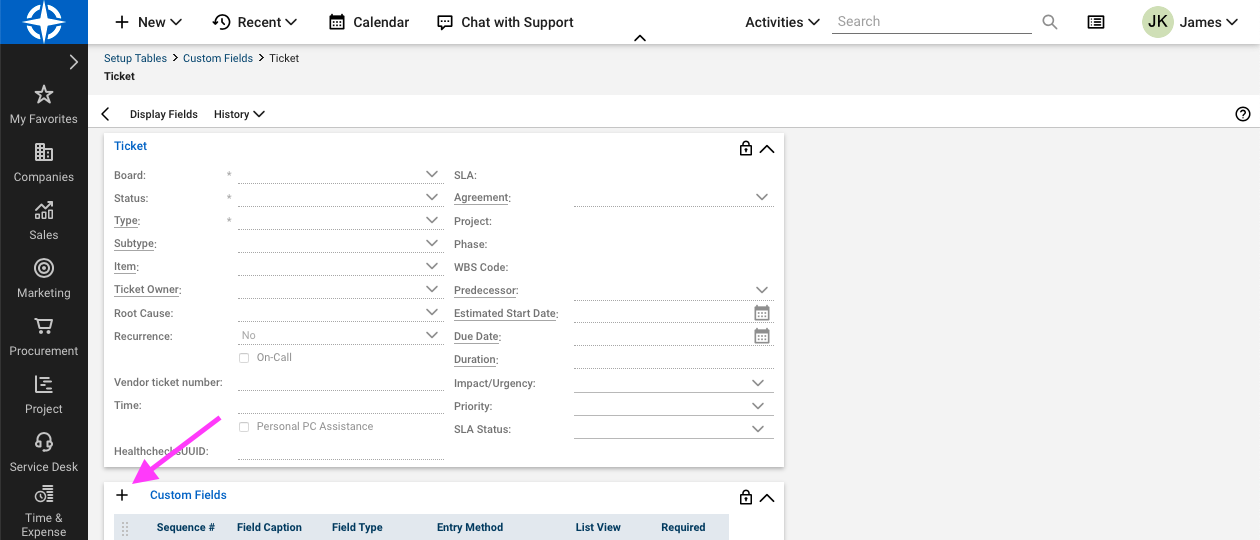 New Recent Calendar Chat with Support Activities Search JK James
Setup Tables > Custom Fields > Ticket
Ticket
Display Fields History
My Favorites
Companies
Sales
Marketing
Procurement
Project
Service Desk
Time &
Expense
Ticket
Board: * SLA:
Status: * Agreement:
Type: * Project:
Subtype: Phase:
Item: WBS Code:
Ticket Owner: Predecessor:
Root Cause: Estimated Start Date:
Recurrence: No Due Date:
On-Call Duration:
Vendor ticket number: Impact/Urgency:
Time: Priority:
Personal PC Assistance SLA Status:
HealthchecksUUID:
Custom Fields
Sequence # Field Caption Field Type Entry Method List View Required